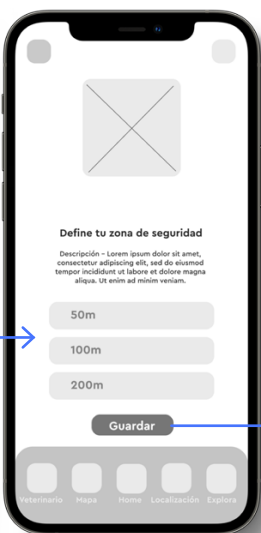 Define tu zona de seguridad
Descripción – Lorem ipsum dolor sit amet,
consectetur adipiscing elit, sed do eiusmod
tempor incididunt ut labore et dolore magna
aliqua. Ut enim ad minim veniam.
50m
100m
200m
Guardar
Veterinario Mapa Home Localización Explora